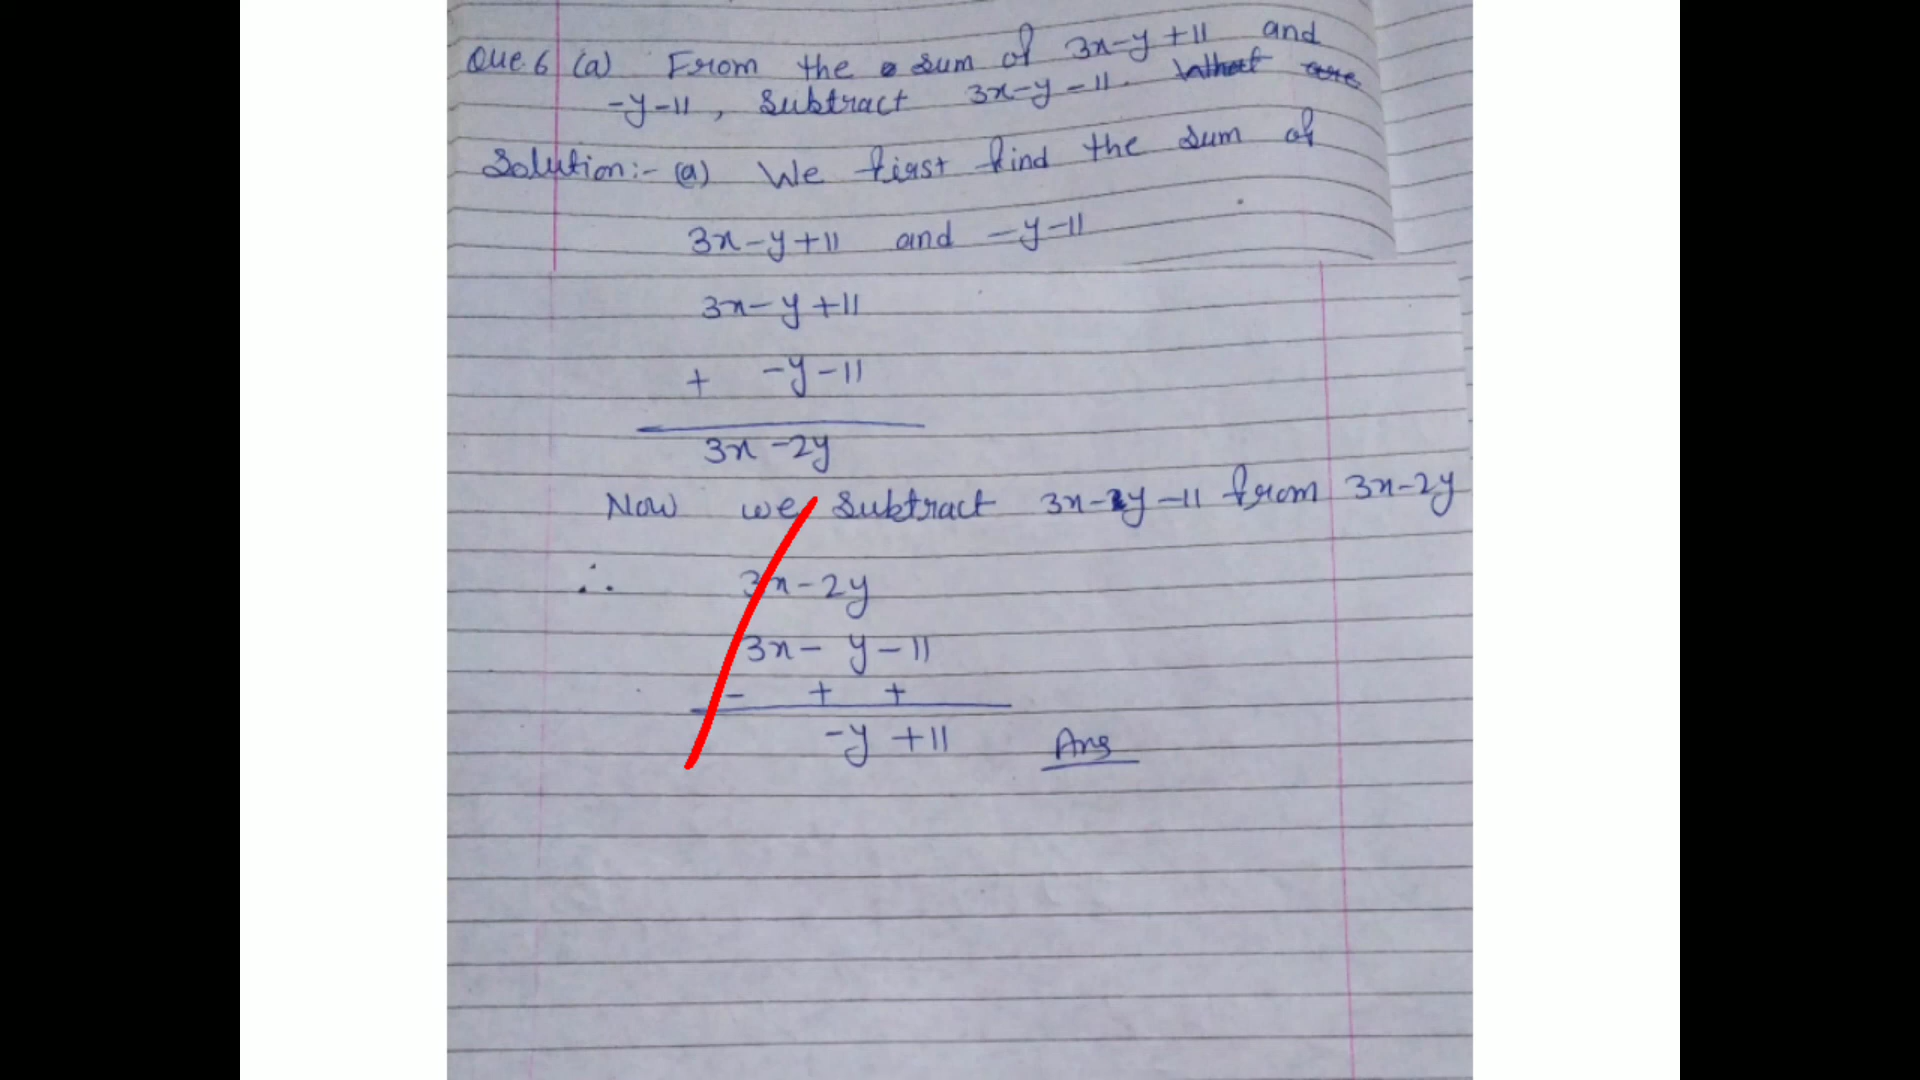 Que. 6 (a) From the sum of 3x-y+11 and
-y-11, Subtract 3x-y-11. What are
Solution:- (a) We first find the sum of
3x-y+11 and -y-11
3x-y+11
+ -y-11
3x-2y
Now we subtract 3x-y-11 from 3x-2y
∴ 3x-2y
3x- y-11
- + +
-y +11 Ans